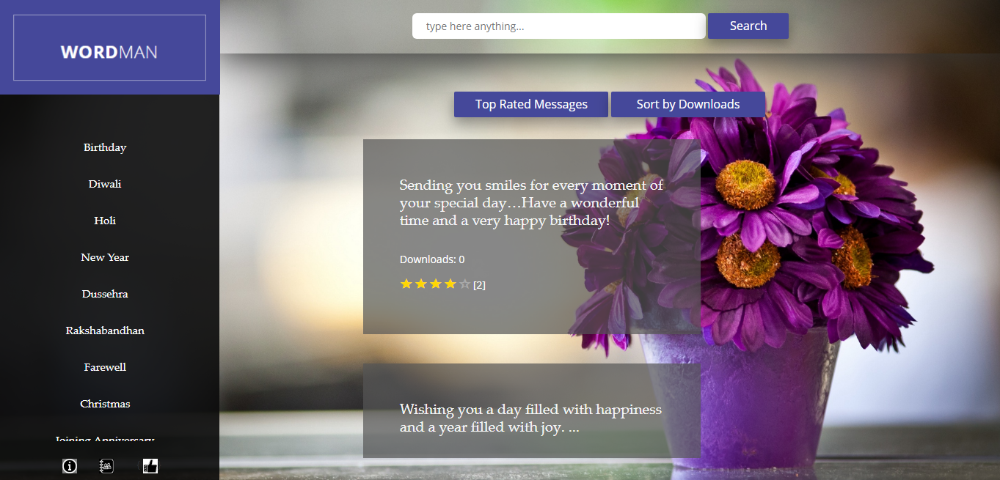 WORDMAN
type here anything...
Search
Top Rated Messages
Sort by Downloads
Birthday
Diwali
Holi
New Year
Dussehra
Rakshabandhan
Farewell
Christmas
Joining Anniversary
Sending you smiles for every moment of
your special day…Have a wonderful
time and a very happy birthday!
Downloads: 0
[2]
Wishing you a day filled with happiness
and a year filled with joy. ...